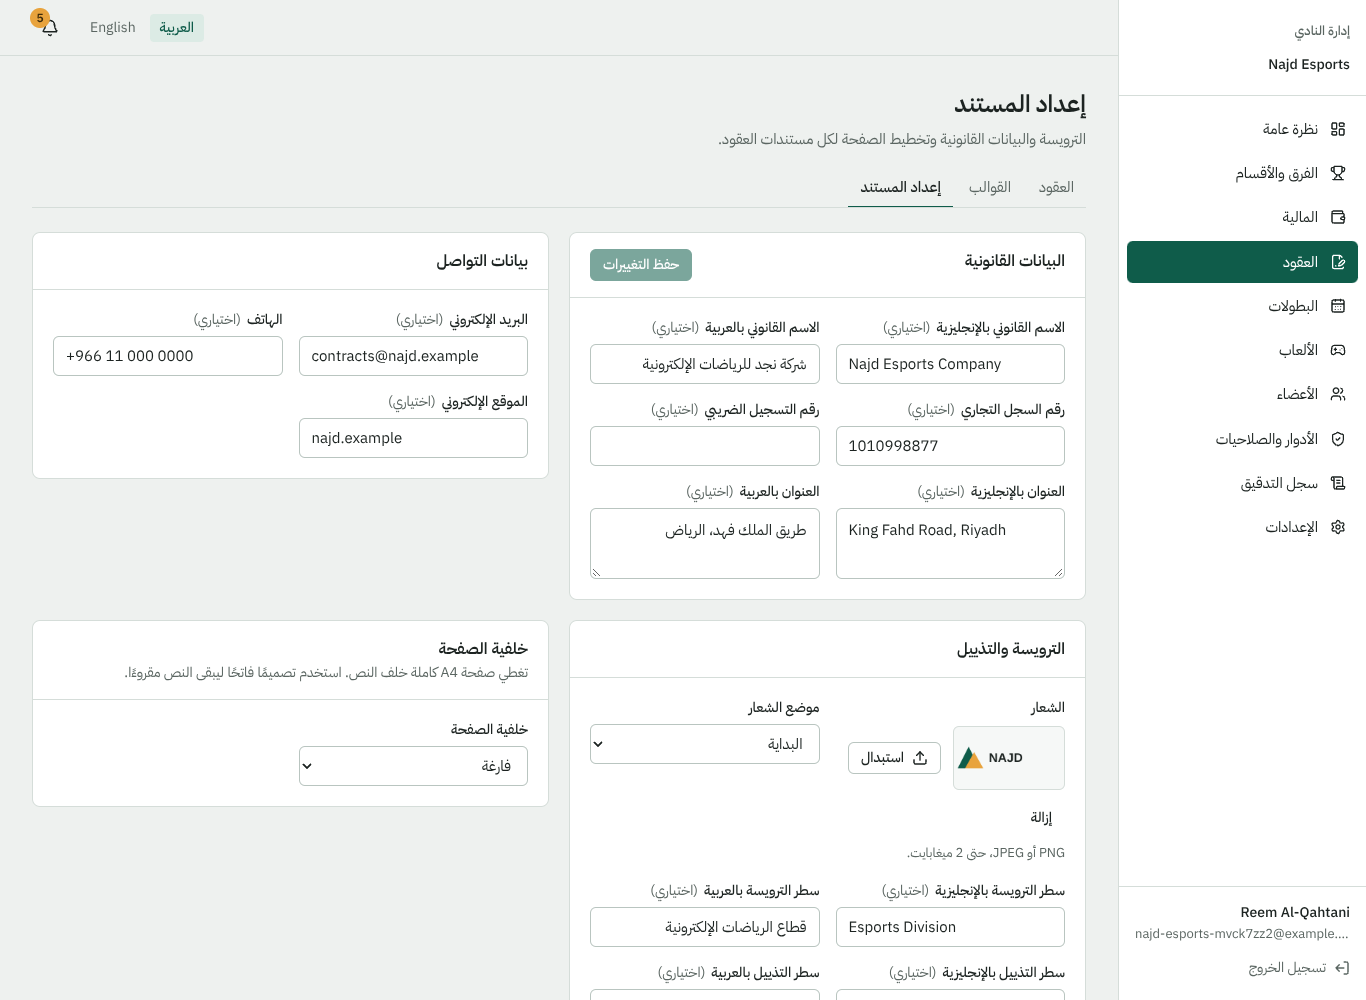 إدارة النادي
Najd Esports
نظرة عامة
الفرق والأقسام
المالية
العقود
البطولات
الألعاب
الأعضاء
الأدوار والصلاحيات
سجل التدقيق
الإعدادات
Reem Al-Qahtani
najd-esports-mvck7zz2@example....
تسجيل الخروج
العربية
English
5
إعداد المستند
الترويسة والبيانات القانونية وتخطيط الصفحة لكل مستندات العقود.
العقود
القوالب
إعداد المستند
البيانات القانونية
حفظ التغييرات
الاسم القانوني بالإنجليزية (اختياري)
الاسم القانوني بالعربية (اختياري)
Najd Esports Company
شركة نجد للرياضات الإلكترونية
رقم السجل التجاري (اختياري)
رقم التسجيل الضريبي (اختياري)
1010998877
العنوان بالإنجليزية (اختياري)
العنوان بالعربية (اختياري)
King Fahd Road, Riyadh
طريق الملك فهد، الرياض
بيانات التواصل
البريد الإلكتروني (اختياري)
الهاتف (اختياري)
contracts@najd.example
+966 11 000 0000
الموقع الإلكتروني (اختياري)
najd.example
الترويسة والتذييل
الشعار
موضع الشعار
NAJD
استبدال
البداية
إزالة
PNG أو JPEG، حتى 2 ميغابايت.
سطر الترويسة بالإنجليزية (اختياري)
سطر الترويسة بالعربية (اختياري)
Esports Division
قطاع الرياضات الإلكترونية
سطر التذييل بالإنجليزية (اختياري)
سطر التذييل بالعربية (اختياري)
خلفية الصفحة
تغطي صفحة A4 كاملة خلف النص. استخدم تصميمًا فاتحًا ليبقى النص مقروءًا.
خلفية الصفحة
فارغة